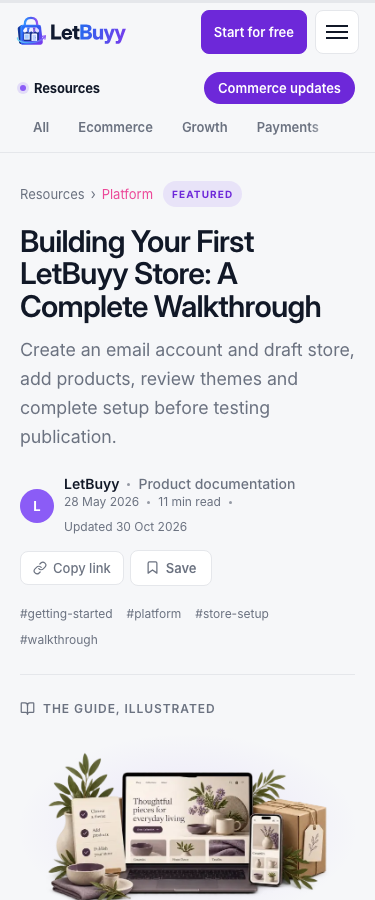 LetBuyy
Start for free
Resources
Commerce updates
All Ecommerce Growth Payments
Resources › Platform FEATURED
Building Your First
LetBuyy Store: A
Complete Walkthrough
Create an email account and draft store,
add products, review themes and
complete setup before testing
publication.
L
LetBuyy • Product documentation
28 May 2026 • 11 min read •
Updated 30 Oct 2026
Copy link
Save
#getting-started #platform #store-setup
#walkthrough
THE GUIDE, ILLUSTRATED
Thoughtful
pieces for
everyday living